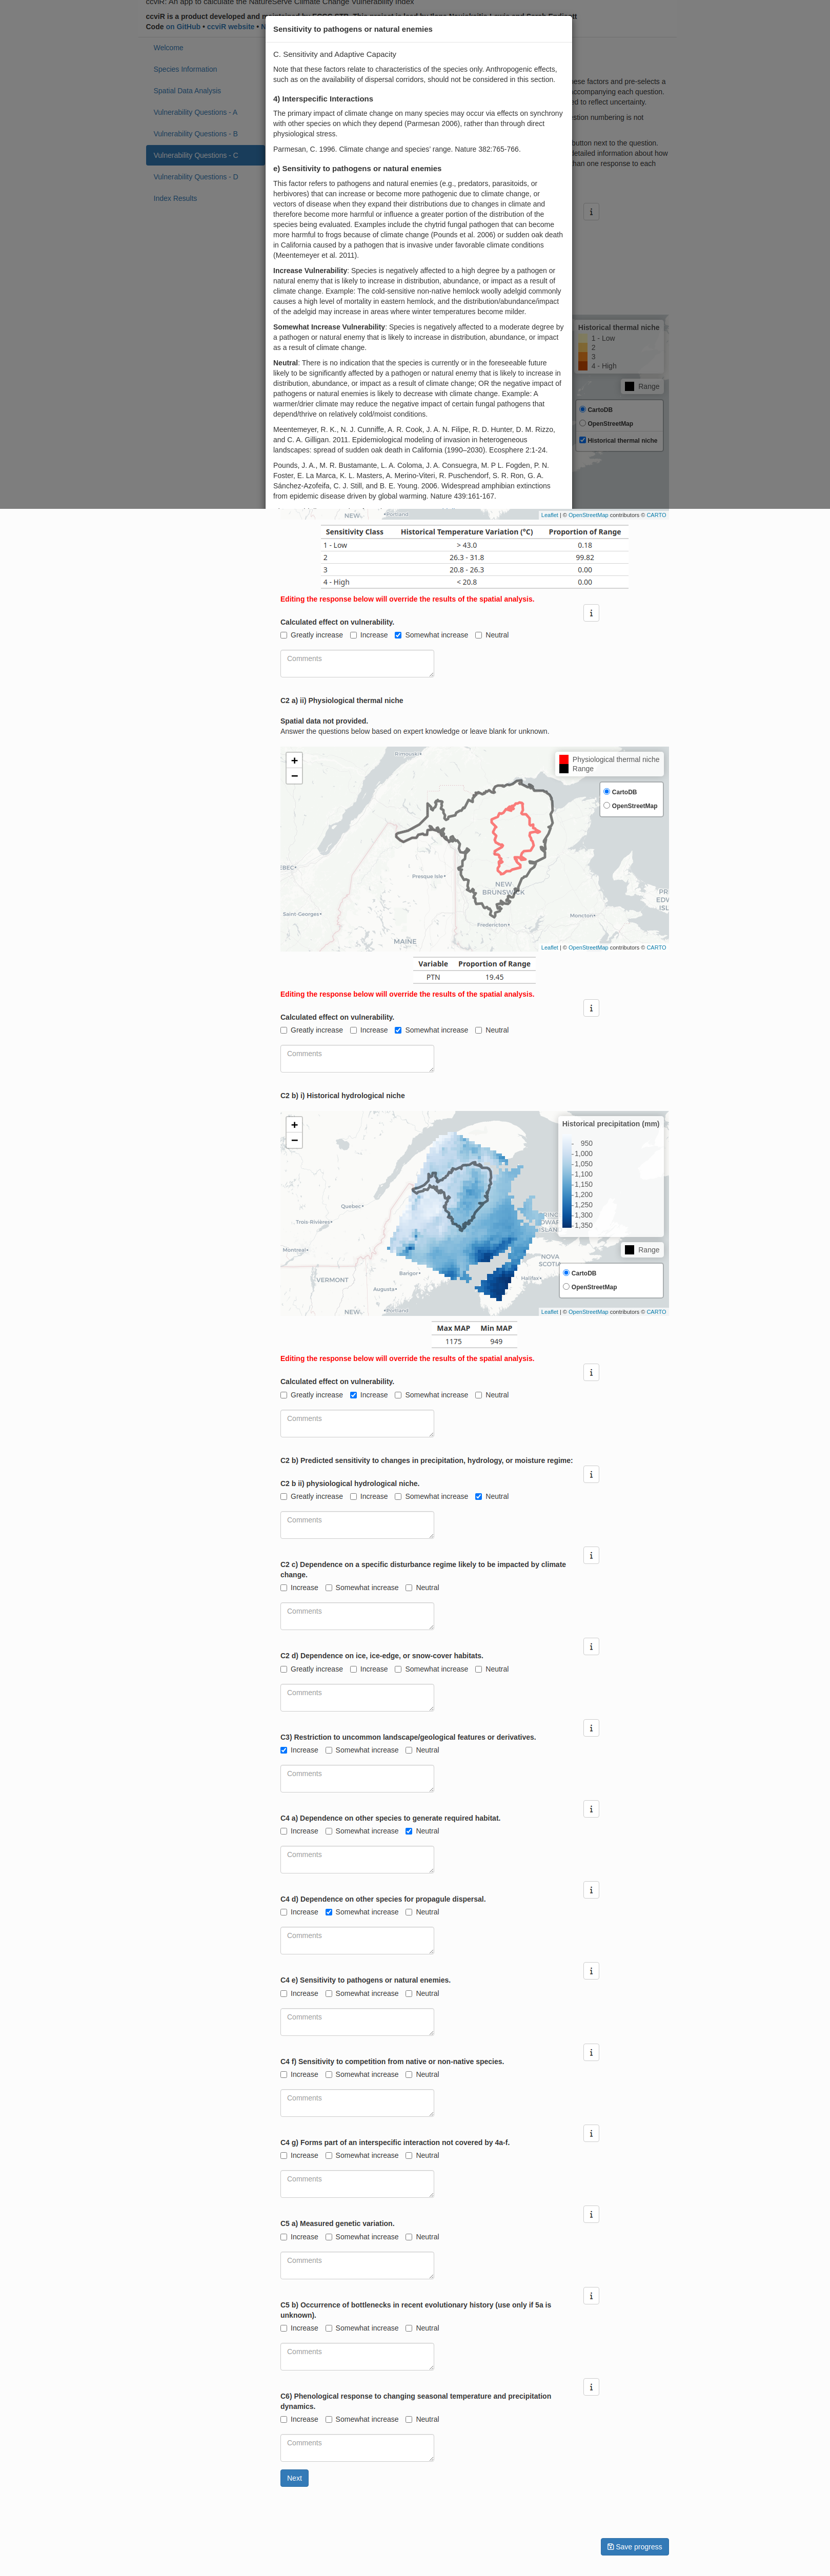 ccviR: An app to calculate the NatureServe Climate Change Vulnerability Index
Code on GitHub • ccviR website •
Welcome
Species Information
Spatial Data Analysis
Vulnerability Questions - A
Vulnerability Questions - B
Vulnerability Questions - C
Vulnerability Questions - D
Index Results
Sensitivity to pathogens or natural enemies
C. Sensitivity and Adaptive Capacity
Note that these factors relate to characteristics of the species only. Anthropogenic effects,
such as on the availability of dispersal corridors, should not be considered in this section.
4) Interspecific Interactions
The primary impact of climate change on many species may occur via effects on synchrony
with other species on which they depend (Parmesan 2006), rather than through direct
physiological stress.
Parmesan, C. 1996. Climate change and species' range. Nature 382:765-766.
e) Sensitivity to pathogens or natural enemies
This factor refers to pathogens and natural enemies (e.g., predators, parasitoids, or
herbivores) that can increase or become more pathogenic due to climate change, or
vectors of disease when they expand their distributions due to changes in climate and
therefore become more harmful or influence a greater portion of the distribution of the
species being evaluated. Examples include the chytrid fungal pathogen that can become
more harmful to frogs because of climate change (Pounds et al. 2006) or sudden oak death
in California caused by a pathogen that is invasive under favorable climate conditions
(Meentemeyer et al. 2011).
Increase Vulnerability: Species is negatively affected to a high degree by a pathogen or
natural enemy that is likely to increase in distribution, abundance, or impact as a result of
climate change. Example: The cold-sensitive non-native hemlock woolly adelgid commonly
causes a high level of mortality in eastern hemlock, and the distribution/abundance/impact
of the adelgid may increase in areas where winter temperatures become milder.
Somewhat Increase Vulnerability: Species is negatively affected to a moderate degree by
a pathogen or natural enemy that is likely to increase in distribution, abundance, or impact
as a result of climate change.
Neutral: There is no indication that the species is currently or in the foreseeable future
likely to be significantly affected by a pathogen or natural enemy that is likely to increase in
distribution, abundance, or impact as a result of climate change; OR the negative impact of
pathogens or natural enemies is likely to decrease with climate change. Example: A
warmer/drier climate may reduce the negative impact of certain fungal pathogens that
depend/thrive on relatively cold/moist conditions.
Meentemeyer, R. K., N. J. Cunniffe, A. R. Cook, J. A. N. Filipe, R. D. Hunter, D. M. Rizzo,
and C. A. Gilligan. 2011. Epidemiological modeling of invasion in heterogeneous
landscapes: spread of sudden oak death in California (1990–2030). Ecosphere 2:1-24.
Pounds, J. A., M. R. Bustamante, L. A. Coloma, J. A. Consuegra, M. P L. Fogden, P. N.
Foster, E. La Marca, K. L. Masters, A. Merino-Viteri, R. Puschendorf, S. R. Ron, G. A.
Sánchez-Azofeifa, C. J. Still, and B. E. Young. 2006. Widespread amphibian extinctions
from epidemic disease driven by global warming. Nature 439:161-167.
these factors and pre-selects a
accompanying each question.
to reflect uncertainty.
question numbering is not
button next to the question.
detailed information about how
than one response to each
Historical thermal niche
1 - Low
2
3
4 - High
Range
CartoDB
OpenStreetMap
Historical thermal niche
NEW
Portland
Leaflet | © OpenStreetMap contributors © CARTO
Sensitivity Class Historical Temperature Variation (°C) Proportion of Range
1 - Low > 43.0 0.18
2 26.3 - 31.8 99.82
3 20.8 - 26.3 0.00
4 - High < 20.8 0.00
Editing the response below will override the results of the spatial analysis.
Calculated effect on vulnerability.
Greatly increase Increase Somewhat increase Neutral
Comments
C2 a) ii) Physiological thermal niche
Spatial data not provided.
Answer the questions below based on expert knowledge or leave blank for unknown.
+
−
Rimouski
Physiological thermal niche
Range
CartoDB
OpenStreetMap
EBEC
Presque Isle
NEW
BRUNSWICK
PR
EDW
ISL
Saint-Georges
Moncton
Fredericton
MAINE
Leaflet | © OpenStreetMap contributors © CARTO
Variable Proportion of Range
PTN 19.45
Editing the response below will override the results of the spatial analysis.
Calculated effect on vulnerability.
Greatly increase Increase Somewhat increase Neutral
Comments
C2 b) i) Historical hydrological niche
+
−
Historical precipitation (mm)
950
1,000
1,050
1,100
1,150
1,200
1,250
1,300
1,350
Range
CartoDB
OpenStreetMap
Quebec
Trois-Rivières
Montreal
VERMONT
Bangor
Augusta
NOVA
SCOTIA
Halifax
NEW
Portland
Leaflet | © OpenStreetMap contributors © CARTO
Max MAP Min MAP
1175 949
Editing the response below will override the results of the spatial analysis.
Calculated effect on vulnerability.
Greatly increase Increase Somewhat increase Neutral
Comments
C2 b) Predicted sensitivity to changes in precipitation, hydrology, or moisture regime:
C2 b ii) physiological hydrological niche.
Greatly increase Increase Somewhat increase Neutral
Comments
C2 c) Dependence on a specific disturbance regime likely to be impacted by climate
change.
Increase Somewhat increase Neutral
Comments
C2 d) Dependence on ice, ice-edge, or snow-cover habitats.
Greatly increase Increase Somewhat increase Neutral
Comments
C3) Restriction to uncommon landscape/geological features or derivatives.
Increase Somewhat increase Neutral
Comments
C4 a) Dependence on other species to generate required habitat.
Increase Somewhat increase Neutral
Comments
C4 d) Dependence on other species for propagule dispersal.
Increase Somewhat increase Neutral
Comments
C4 e) Sensitivity to pathogens or natural enemies.
Increase Somewhat increase Neutral
Comments
C4 f) Sensitivity to competition from native or non-native species.
Increase Somewhat increase Neutral
Comments
C4 g) Forms part of an interspecific interaction not covered by 4a-f.
Increase Somewhat increase Neutral
Comments
C5 a) Measured genetic variation.
Increase Somewhat increase Neutral
Comments
C5 b) Occurrence of bottlenecks in recent evolutionary history (use only if 5a is
unknown).
Increase Somewhat increase Neutral
Comments
C6) Phenological response to changing seasonal temperature and precipitation
dynamics.
Increase Somewhat increase Neutral
Comments
Next
Save progress